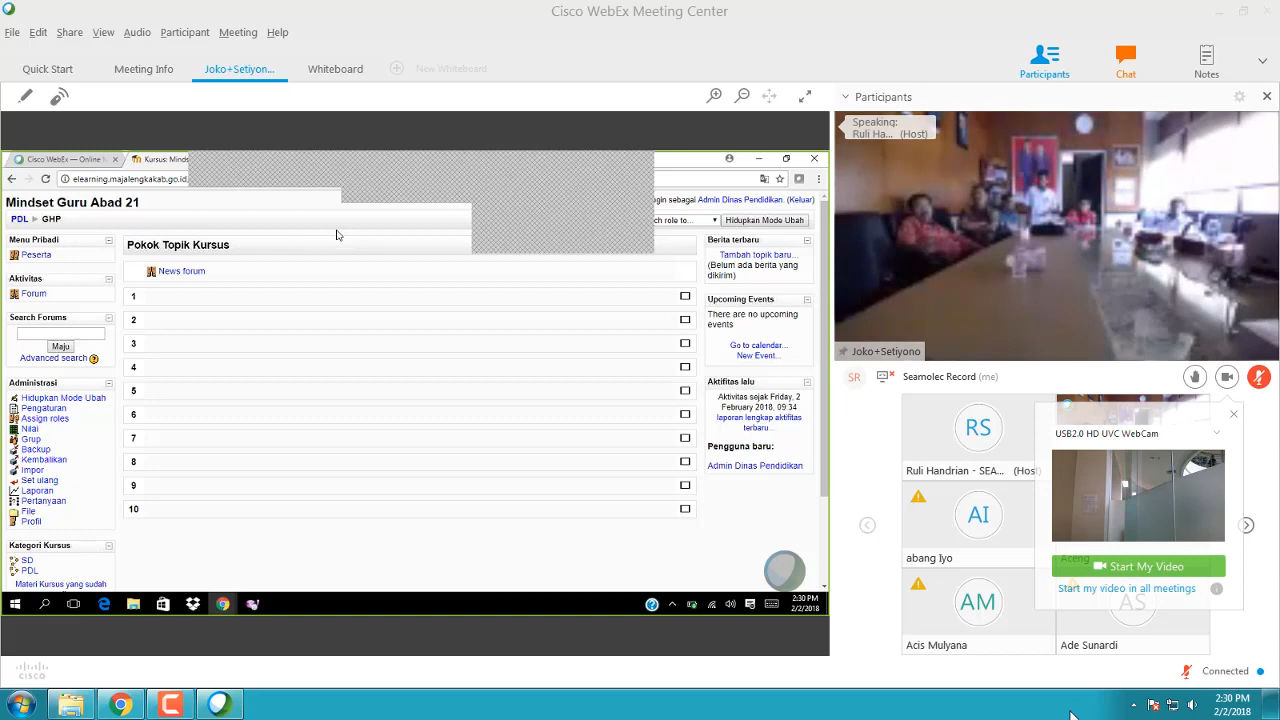 Cisco WebEx Meeting Center
File Edit Share View Audio Participant Meeting Help
Participants Chat Notes
Quick Start Meeting Info Joko+Setiyon... Whiteboard New Whiteboard
Participants
Speaking:
Ruli Ha... (Host)
Joko+Setiyono
Cisco WebEx — Online
Kursus: Minds
elearning.majalengkakab.go.id
Mindset Guru Abad 21
login sebagai Admin Dinas Pendidikan. (Keluar)
PDL GHP
role to...
Hidupkan Mode Ubah
Menu Pribadi
Peserta
Aktivitas
Forum
Search Forums
Maju
Advanced search
Administrasi
Hidupkan Mode Ubah
Pengaturan
Assign roles
Nilai
Grup
Backup
Kembalikan
Impor
Set ulang
Laporan
Pertanyaan
File
Profil
Kategori Kursus
SD
PDL
Materi Kursus yang sudah
Pokok Topik Kursus
News forum
1
2
3
4
5
6
7
8
9
10
Berita terbaru
Tambah topik baru...
(Belum ada berita yang
dikirim)
Upcoming Events
There are no upcoming
events
Go to calendar...
New Event...
Aktifitas lalu
Aktivitas sejak Friday, 2
February 2018, 09:34
laporan lengkap aktifitas
terbaru...
Pengguna baru:
Admin Dinas Pendidikan
2:30 PM
2/2/2018
SR Seamolec Record (me)
RS
Ruli Handrian - SEA... (Host)
AI
abang Iyo
AM
Acis Mulyana
USB2.0 HD UVC WebCam
Aceng
Start My Video
Start my video in all meetings
AS
Ade Sunardi
cisco
Connected
2:30 PM
2/2/2018